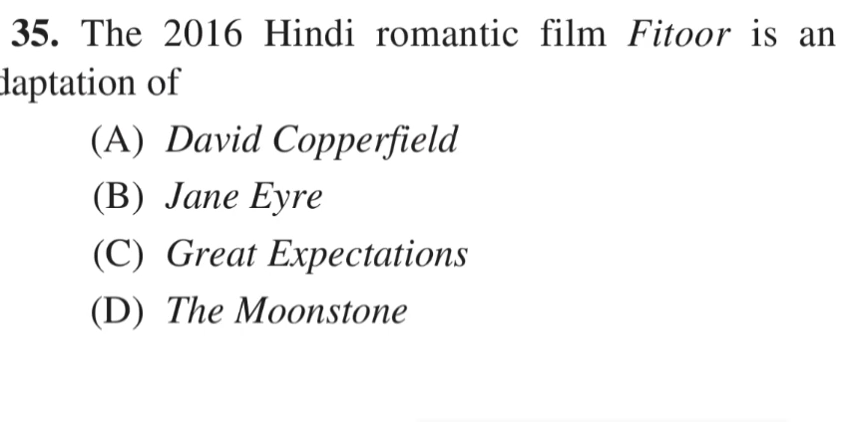 35. The 2016 Hindi romantic film Fitoor is an
daptation of
(A) David Copperfield
(B) Jane Eyre
(C) Great Expectations
(D) The Moonstone